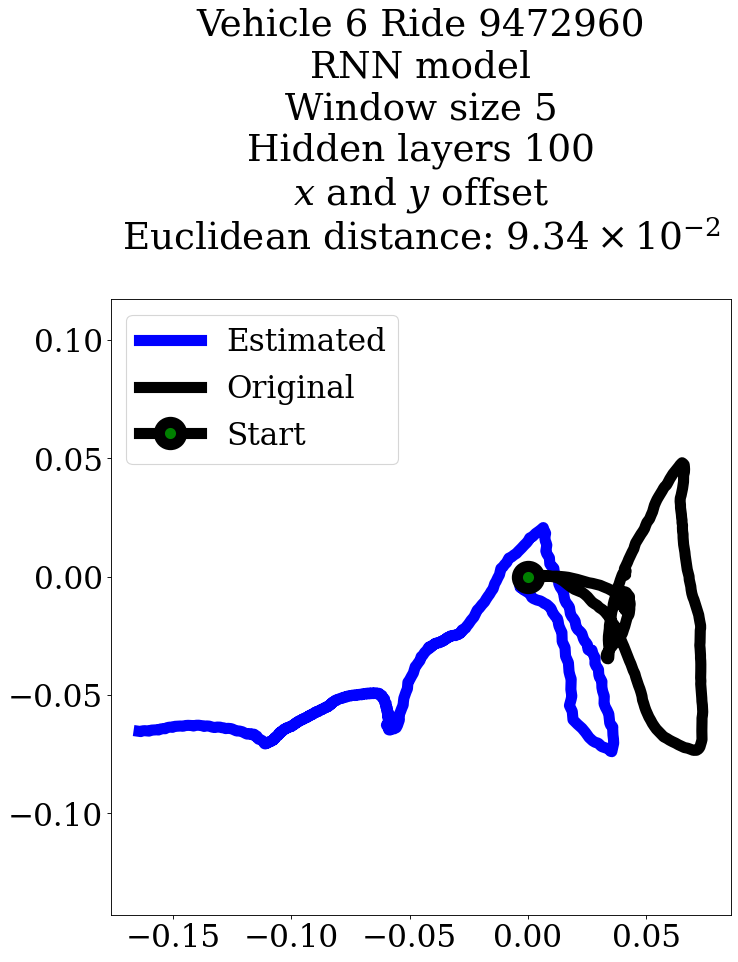 Vehicle 6 Ride 9472960
RNN model
Window size 5
Hidden layers 100
x and y offset
Euclidean distance: 9.34 × 10⁻²
Estimated
Original
Start
0.10
0.05
0.00
−0.05
−0.10
−0.15 −0.10 −0.05 0.00 0.05